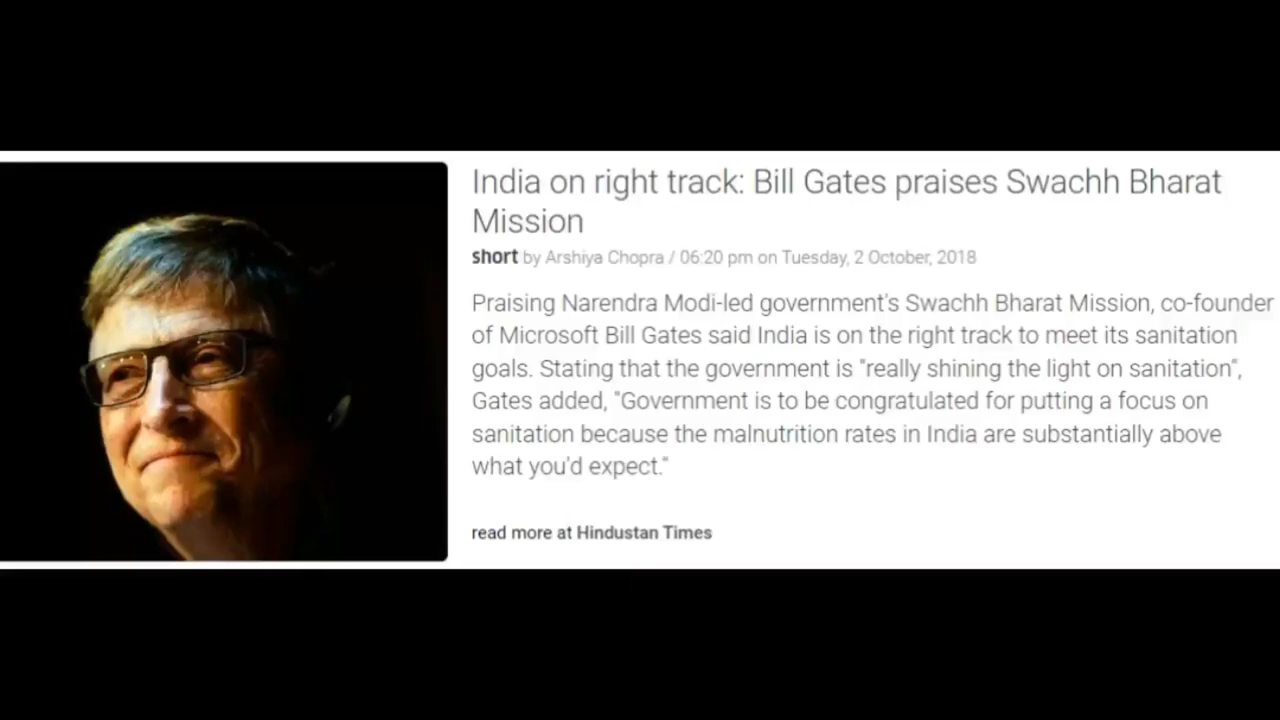 India on right track: Bill Gates praises Swachh Bharat
Mission
short by Arshiya Chopra / 06:20 pm on Tuesday, 2 October, 2018
Praising Narendra Modi-led government's Swachh Bharat Mission, co-founder
of Microsoft Bill Gates said India is on the right track to meet its sanitation
goals. Stating that the government is "really shining the light on sanitation",
Gates added, "Government is to be congratulated for putting a focus on
sanitation because the malnutrition rates in India are substantially above
what you'd expect."
read more at Hindustan Times